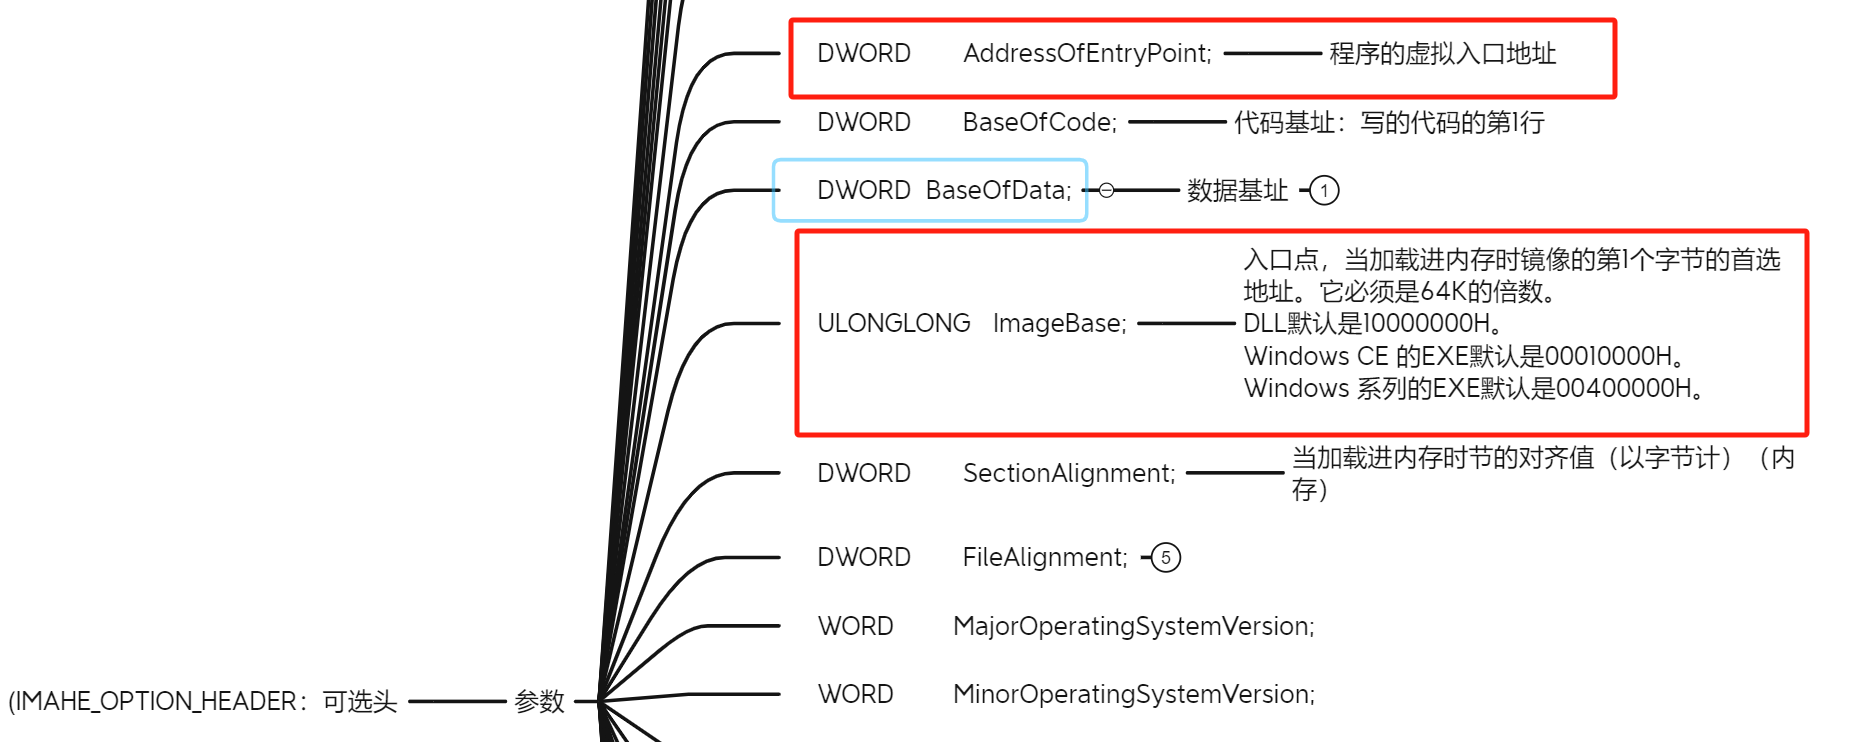 DWORD AddressOfEntryPoint; 程序的虚拟入口地址
DWORD BaseOfCode; 代码基址：写的代码的第1行
DWORD BaseOfData; 数据基址 1
ULONGLONG ImageBase;
入口点，当加载进内存时镜像的第1个字节的首选
地址。它必须是64K的倍数。
DLL默认是10000000H。
Windows CE 的EXE默认是00010000H。
Windows 系列的EXE默认是00400000H。
DWORD SectionAlignment;
当加载进内存时节的对齐值（以字节计）（内
存）
DWORD FileAlignment; 5
WORD MajorOperatingSystemVersion;
WORD MinorOperatingSystemVersion;
(IMAHE_OPTION_HEADER：可选头 参数